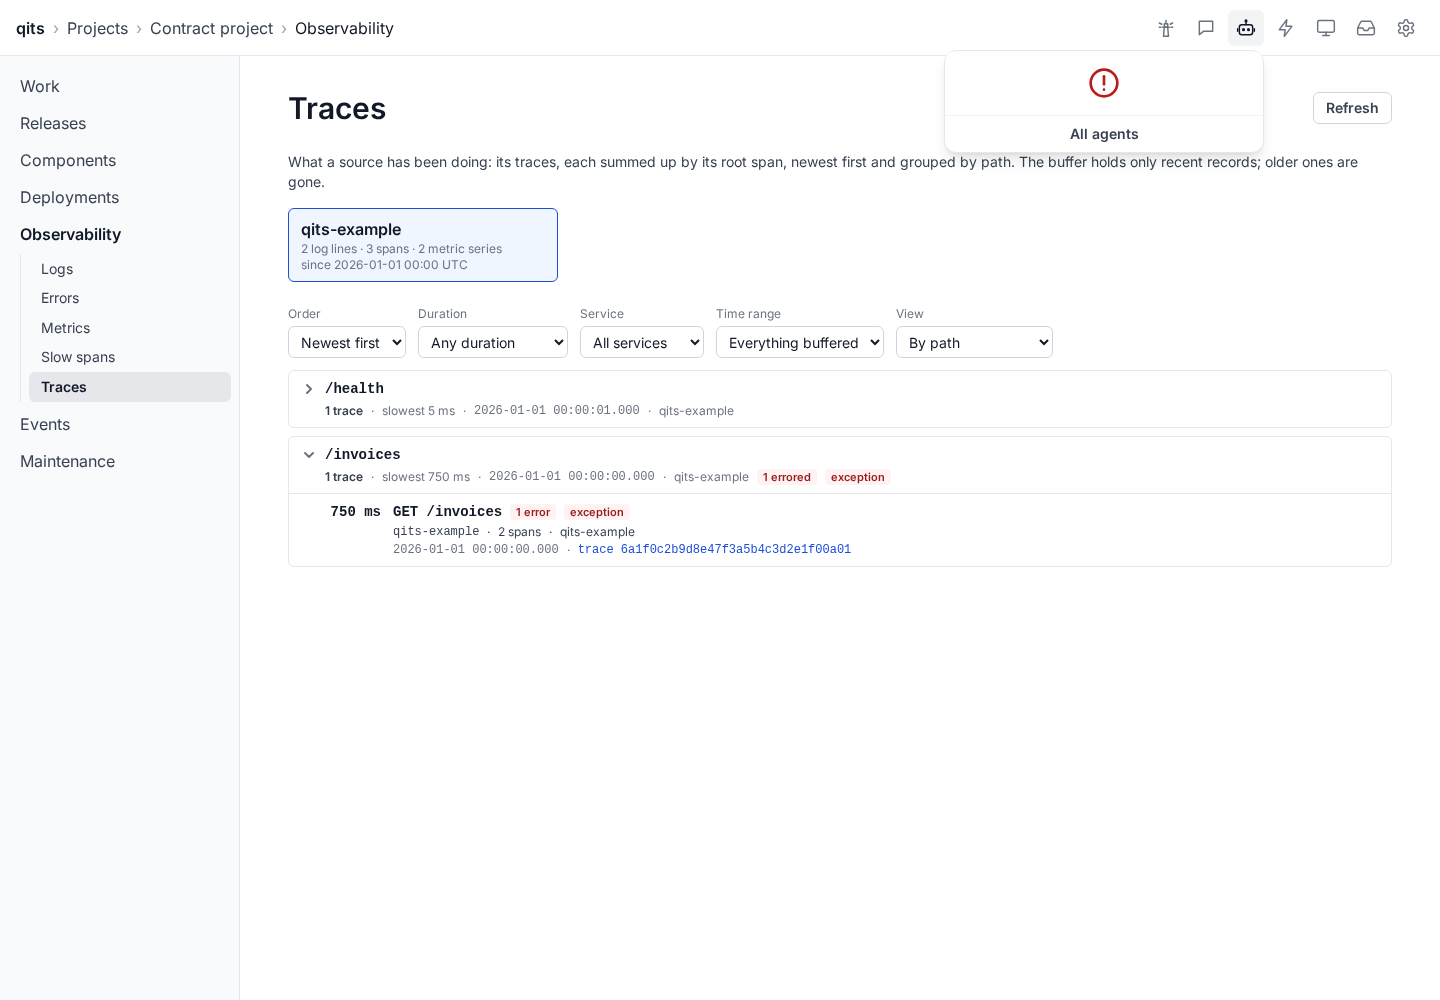 qits › Projects › Contract project › Observability
Work
Releases
Components
Deployments
Observability
Logs
Errors
Metrics
Slow spans
Traces
Events
Maintenance
All agents
Traces
Refresh
What a source has been doing: its traces, each summed up by its root span, newest first and grouped by path. The buffer holds only recent records; older ones are
gone.
qits-example
2 log lines · 3 spans · 2 metric series
since 2026-01-01 00:00 UTC
Order Duration Service Time range View
Newest first Any duration All services Everything buffered By path
/health
1 trace · slowest 5 ms · 2026-01-01 00:00:01.000 · qits-example
/invoices
1 trace · slowest 750 ms · 2026-01-01 00:00:00.000 · qits-example 1 errored exception
750 ms GET /invoices 1 error exception
qits-example · 2 spans · qits-example
2026-01-01 00:00:00.000 · trace 6a1f0c2b9d8e47f3a5b4c3d2e1f00a01